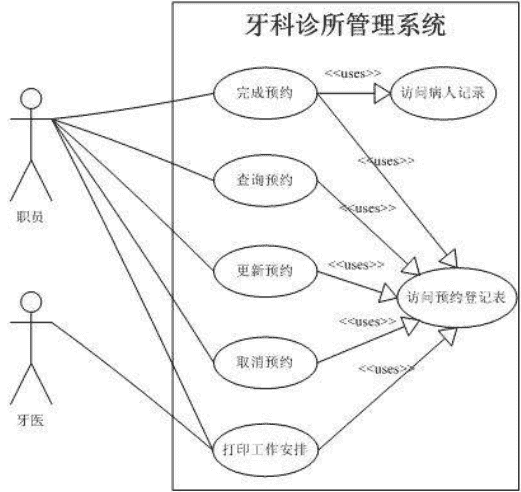 牙科诊所管理系统
<<uses>>
完成预约
访问病人记录
<<uses>>
查询预约
<<uses>>
职员
<<uses>>
更新预约
访问预约登记表
<<uses>>
取消预约
<<uses>>
牙医
打印工作安排